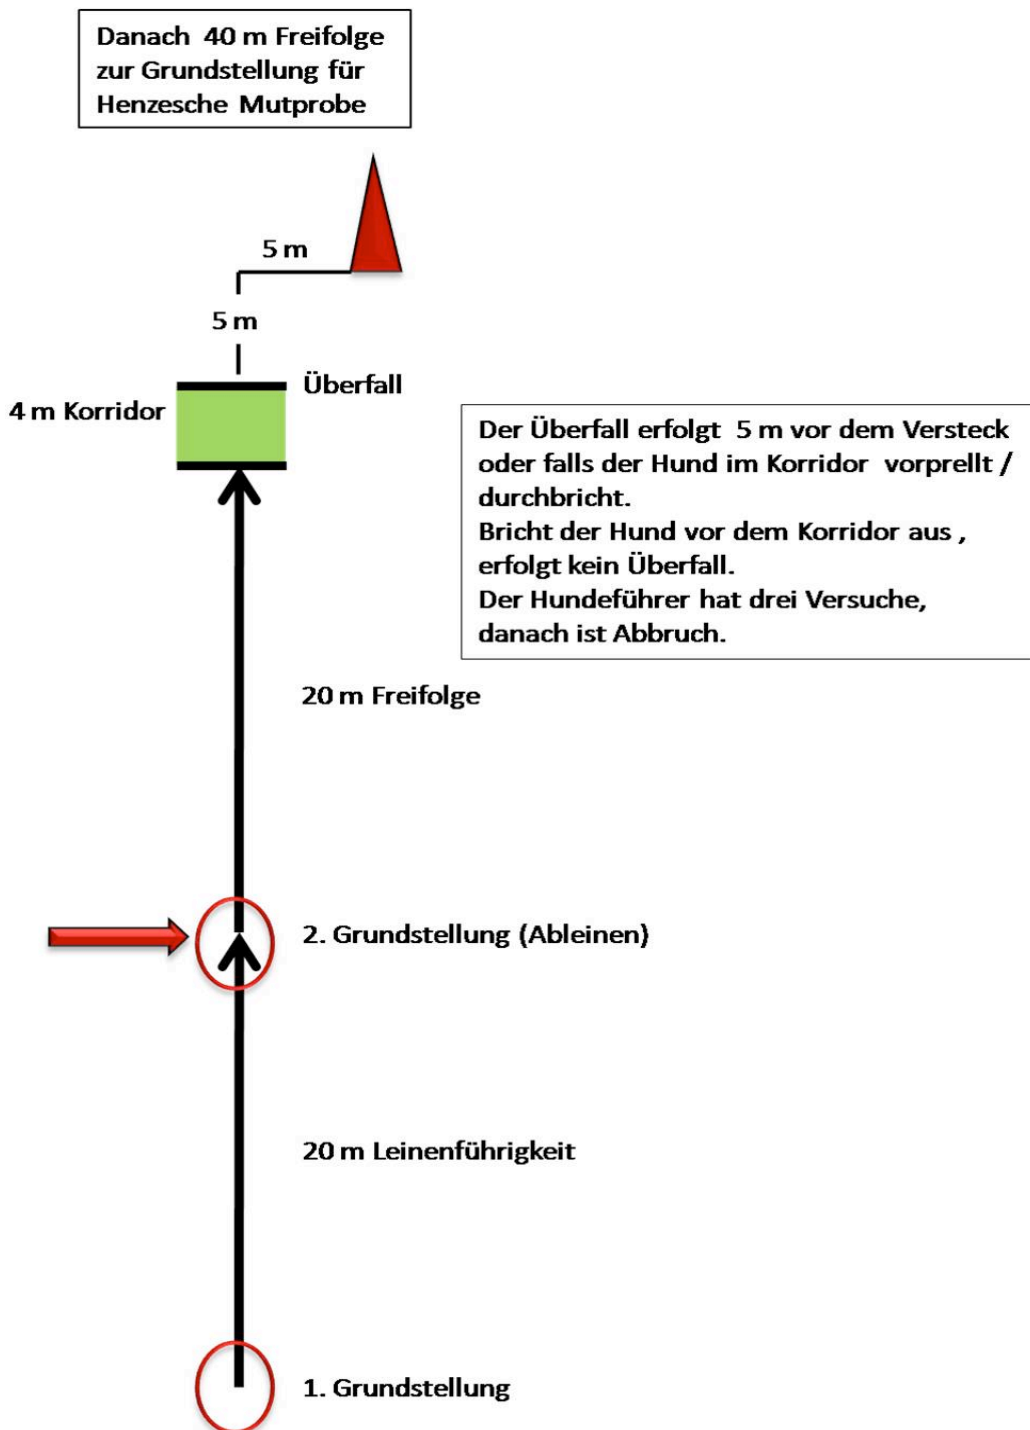 Danach 40 m Freifolge
zur Grundstellung für
Henzesche Mutprobe
5 m
5 m
Überfall
4 m Korridor
Der Überfall erfolgt 5 m vor dem Versteck
oder falls der Hund im Korridor vorprellt /
durchbricht.
Bricht der Hund vor dem Korridor aus ,
erfolgt kein Überfall.
Der Hundeführer hat drei Versuche,
danach ist Abbruch.
20 m Freifolge
2. Grundstellung (Ableinen)
20 m Leinenführigkeit
1. Grundstellung